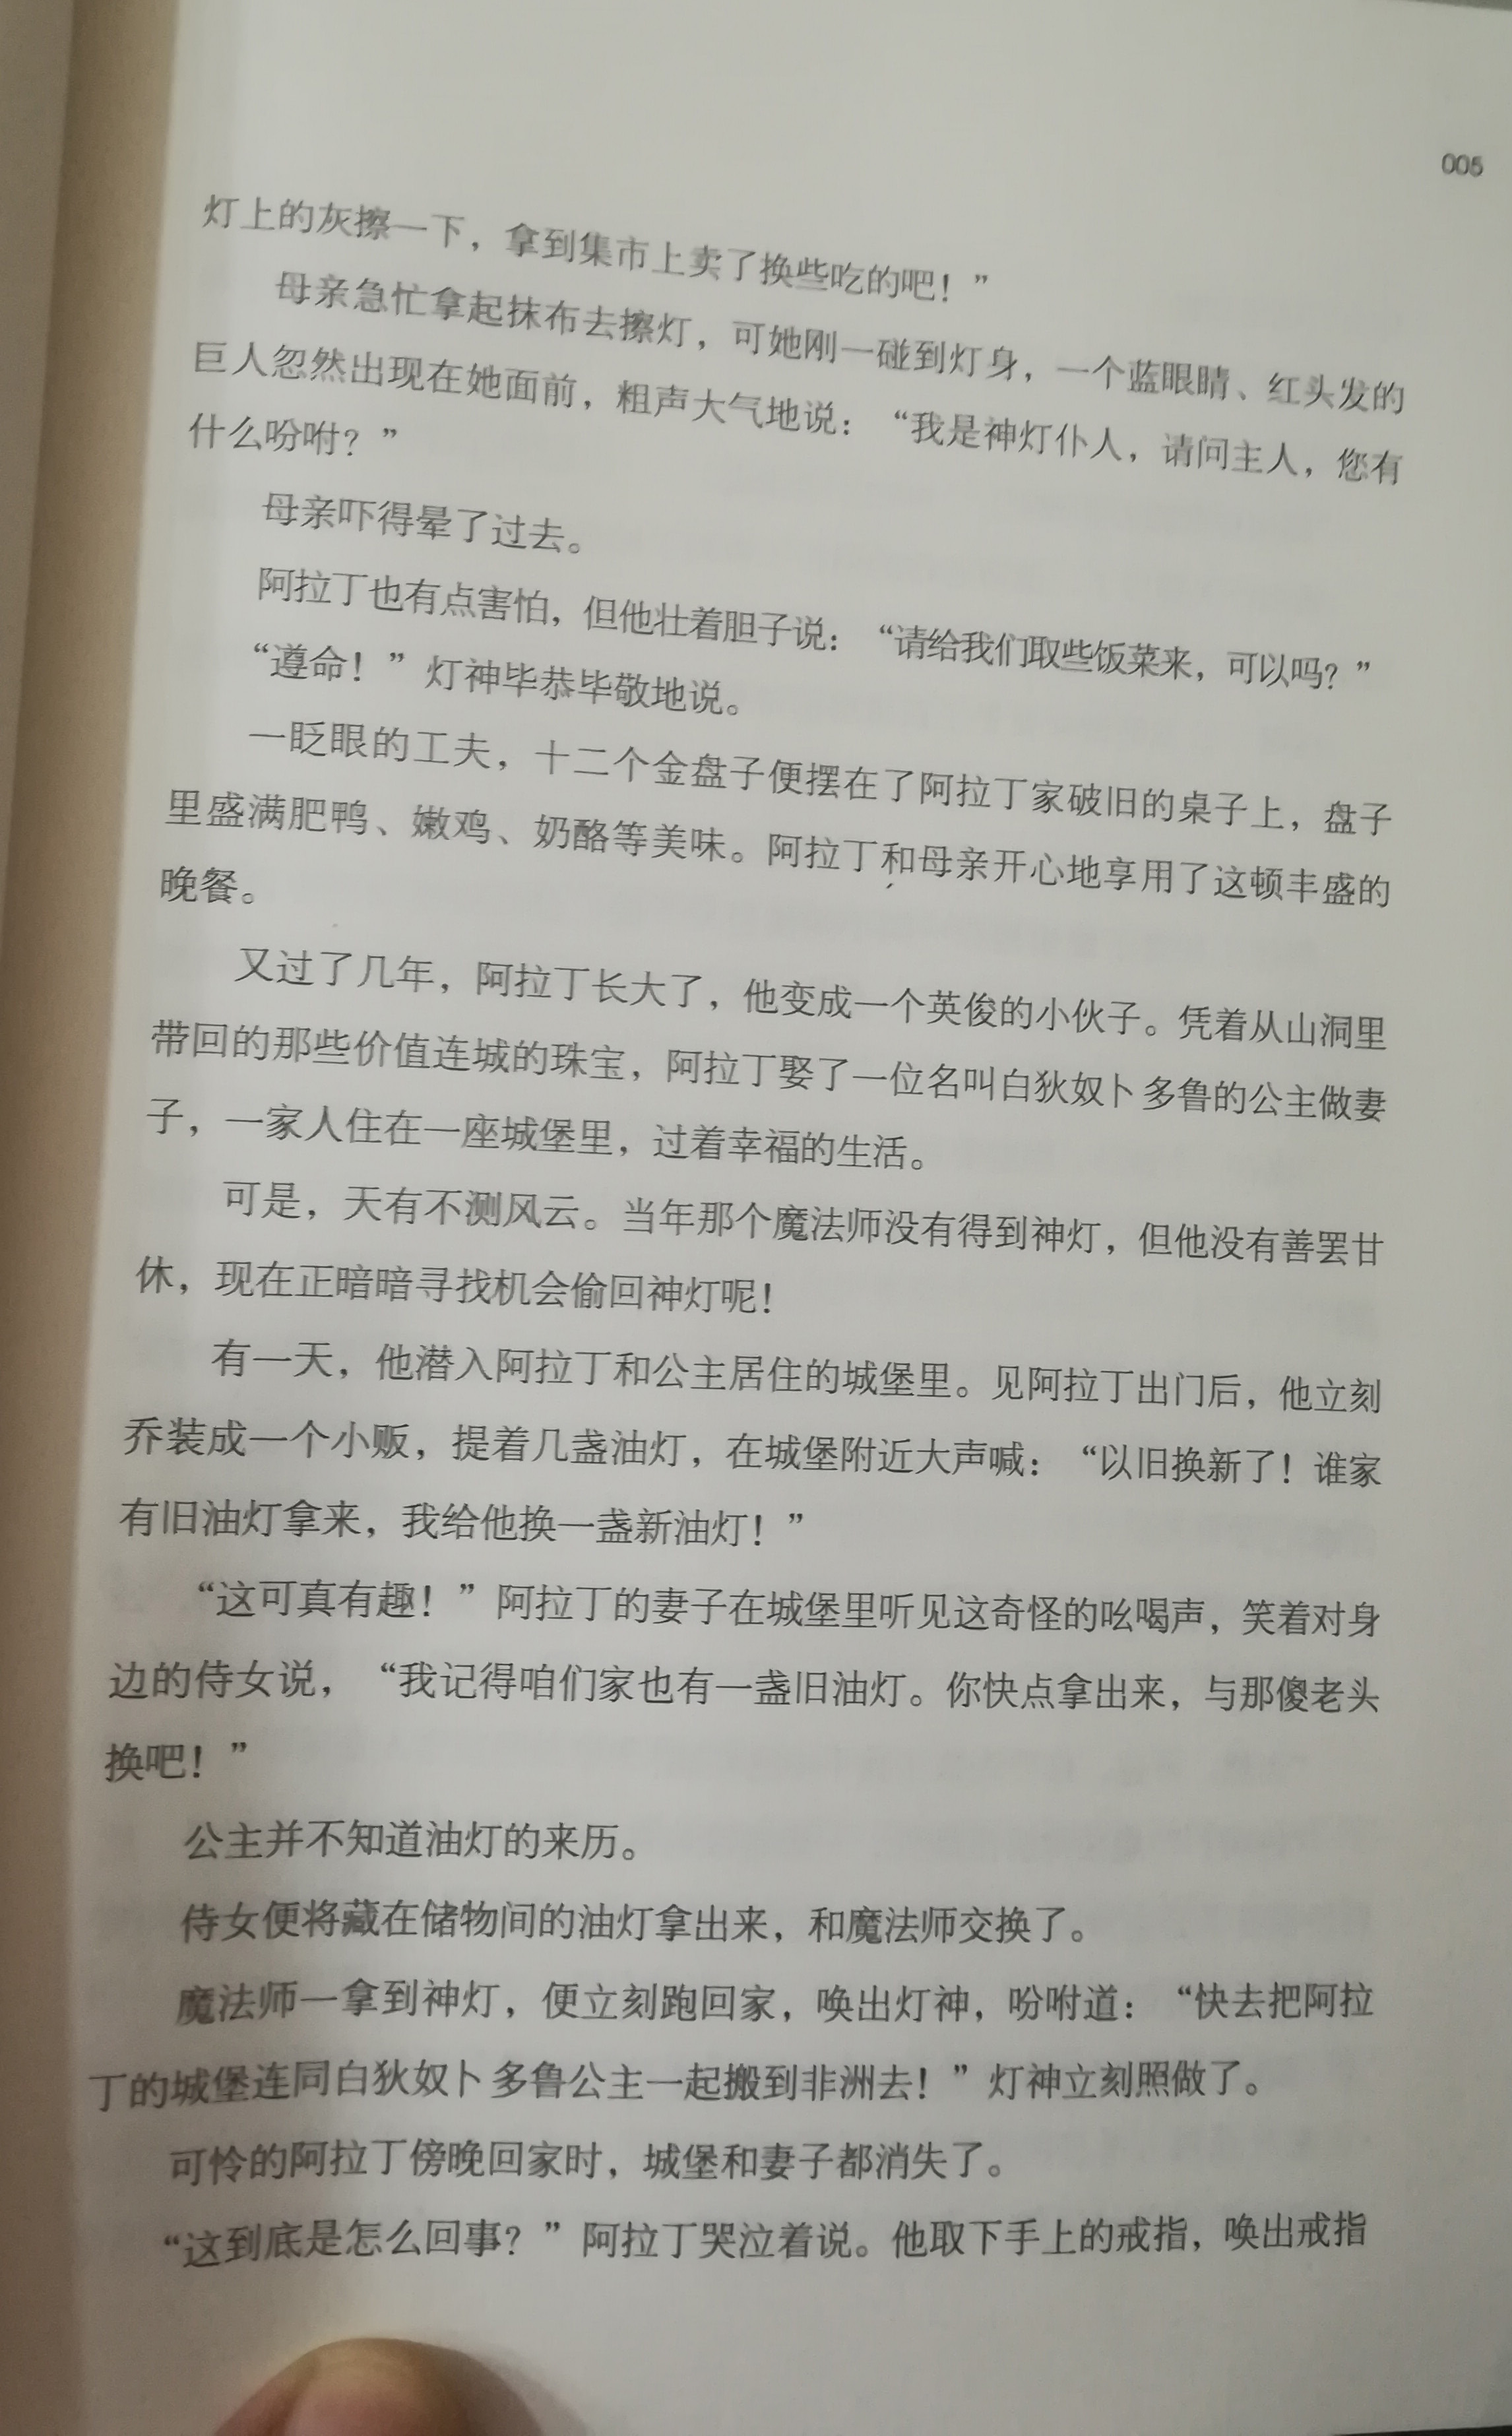 005
灯上的灰擦一下，拿到集市上卖了换些吃的吧！”
母亲急忙拿起抹布去擦灯，可她刚一碰到灯身，一个蓝眼睛、红头发的
巨人忽然出现在她面前，粗声大气地说：“我是神灯仆人，请问主人，您有
什么吩咐？”
母亲吓得晕了过去。
阿拉丁也有点害怕，但他壮着胆子说：“请给我们取些饭菜来，可以吗？”
“遵命！”灯神毕恭毕敬地说。
一眨眼的工夫，十二个金盘子便摆在了阿拉丁家破旧的桌子上，盘子
里盛满肥鸭、嫩鸡、奶酪等美味。阿拉丁和母亲开心地享用了这顿丰盛的
晚餐。
又过了几年，阿拉丁长大了，他变成一个英俊的小伙子。凭着从山洞里
带回的那些价值连城的珠宝，阿拉丁娶了一位名叫白狄奴卜多鲁的公主做妻
子，一家人住在一座城堡里，过着幸福的生活。
可是，天有不测风云。当年那个魔法师没有得到神灯，但他没有善罢甘
休，现在正暗暗寻找机会偷回神灯呢！
有一天，他潜入阿拉丁和公主居住的城堡里。见阿拉丁出门后，他立刻
乔装成一个小贩，提着几盏油灯，在城堡附近大声喊：“以旧换新了！谁家
有旧油灯拿来，我给他换一盏新油灯！”
“这可真有趣！”阿拉丁的妻子在城堡里听见这奇怪的吆喝声，笑着对身
边的侍女说，“我记得咱们家也有一盏旧油灯。你快点拿出来，与那傻老头
换吧！”
公主并不知道油灯的来历。
侍女便将藏在储物间的油灯拿出来，和魔法师交换了。
魔法师一拿到神灯，便立刻跑回家，唤出灯神，吩咐道：“快去把阿拉
丁的城堡连同白狄奴卜多鲁公主一起搬到非洲去！”灯神立刻照做了。
可怜的阿拉丁傍晚回家时，城堡和妻子都消失了。
“这到底是怎么回事？”阿拉丁哭泣着说。他取下手上的戒指，唤出戒指